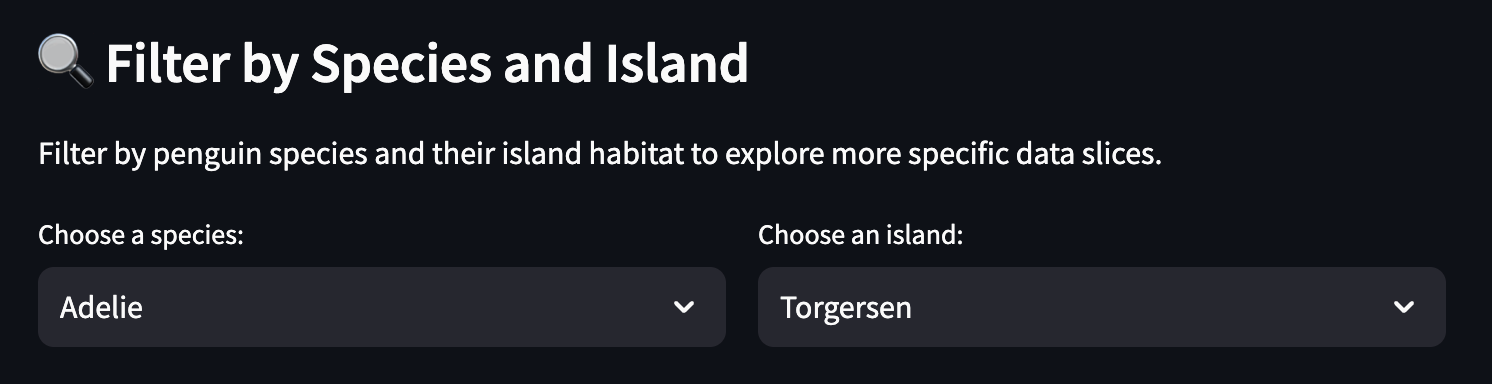 Filter by Species and Island
Filter by penguin species and their island habitat to explore more specific data slices.
Choose a species:
Choose an island:
Adelie
Torgersen